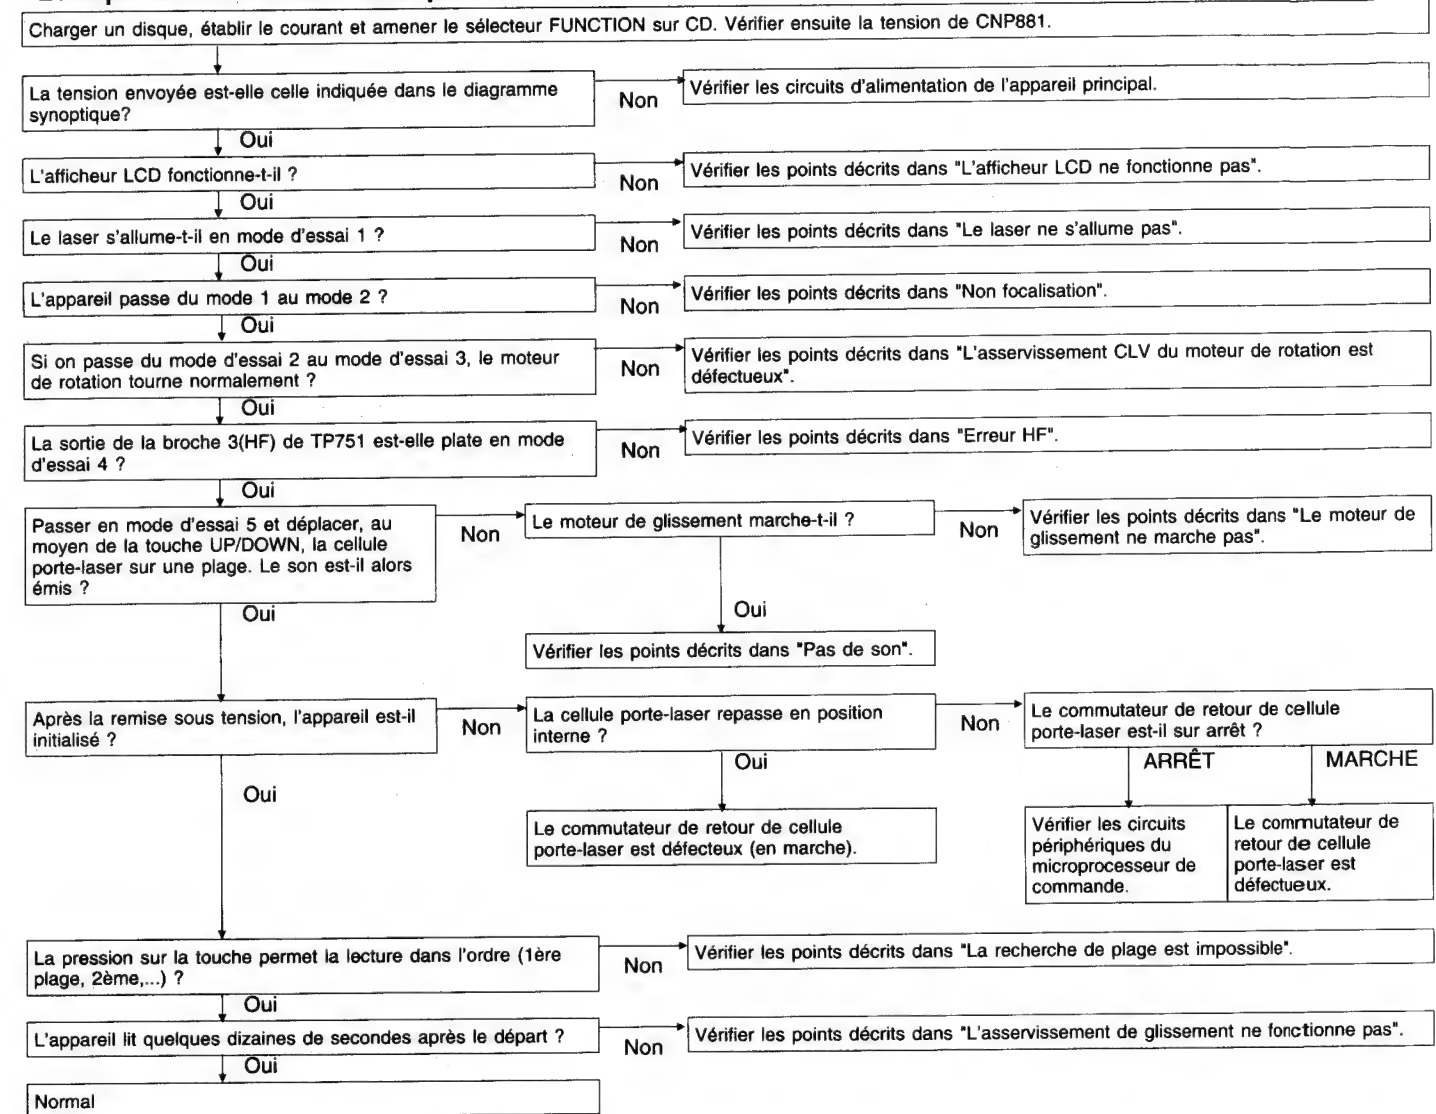 Charger un disque, établir le courant et amener le sélecteur FUNCTION sur CD. Vérifier ensuite la tension de CNP881.
La tension envoyée est-elle celle indiquée dans le diagramme
synoptique?
Non
Vérifier les circuits d'alimentation de l'appareil principal.
Oui
L'afficheur LCD fonctionne-t-il ?
Non
Vérifier les points décrits dans "L'afficheur LCD ne fonctionne pas".
Oui
Le laser s'allume-t-il en mode d'essai 1 ?
Non
Vérifier les points décrits dans "Le laser ne s'allume pas".
Oui
L'appareil passe du mode 1 au mode 2 ?
Non
Vérifier les points décrits dans "Non focalisation".
Oui
Si on passe du mode d'essai 2 au mode d'essai 3, le moteur
de rotation tourne normalement ?
Non
Vérifier les points décrits dans "L'asservissement CLV du moteur de rotation est
défectueux".
Oui
La sortie de la broche 3(HF) de TP751 est-elle plate en mode
d'essai 4 ?
Non
Vérifier les points décrits dans "Erreur HF".
Oui
Passer en mode d'essai 5 et déplacer, au
moyen de la touche UP/DOWN, la cellule
porte-laser sur une plage. Le son est-il alors
émis ?
Non
Le moteur de glissement marche-t-il ?
Non
Vérifier les points décrits dans "Le moteur de
glissement ne marche pas".
Oui
Oui
Vérifier les points décrits dans "Pas de son".
Après la remise sous tension, l'appareil est-il
initialisé ?
Non
La cellule porte-laser repasse en position
interne ?
Non
Le commutateur de retour de cellule
porte-laser est-il sur arrêt ?
Oui
Oui
ARRÊT
MARCHE
Le commutateur de retour de cellule
porte-laser est défecteux (en marche).
Vérifier les circuits
périphériques du
microprocesseur de
commande.
Le commutateur de
retour de cellule
porte-laser est
défectueux.
La pression sur la touche permet la lecture dans l'ordre (1ère
plage, 2ème,...) ?
Non
Vérifier les points décrits dans "La recherche de plage est impossible".
Oui
L'appareil lit quelques dizaines de secondes après le départ ?
Non
Vérifier les points décrits dans "L'asservissement de glissement ne fonctionne pas".
Oui
Normal